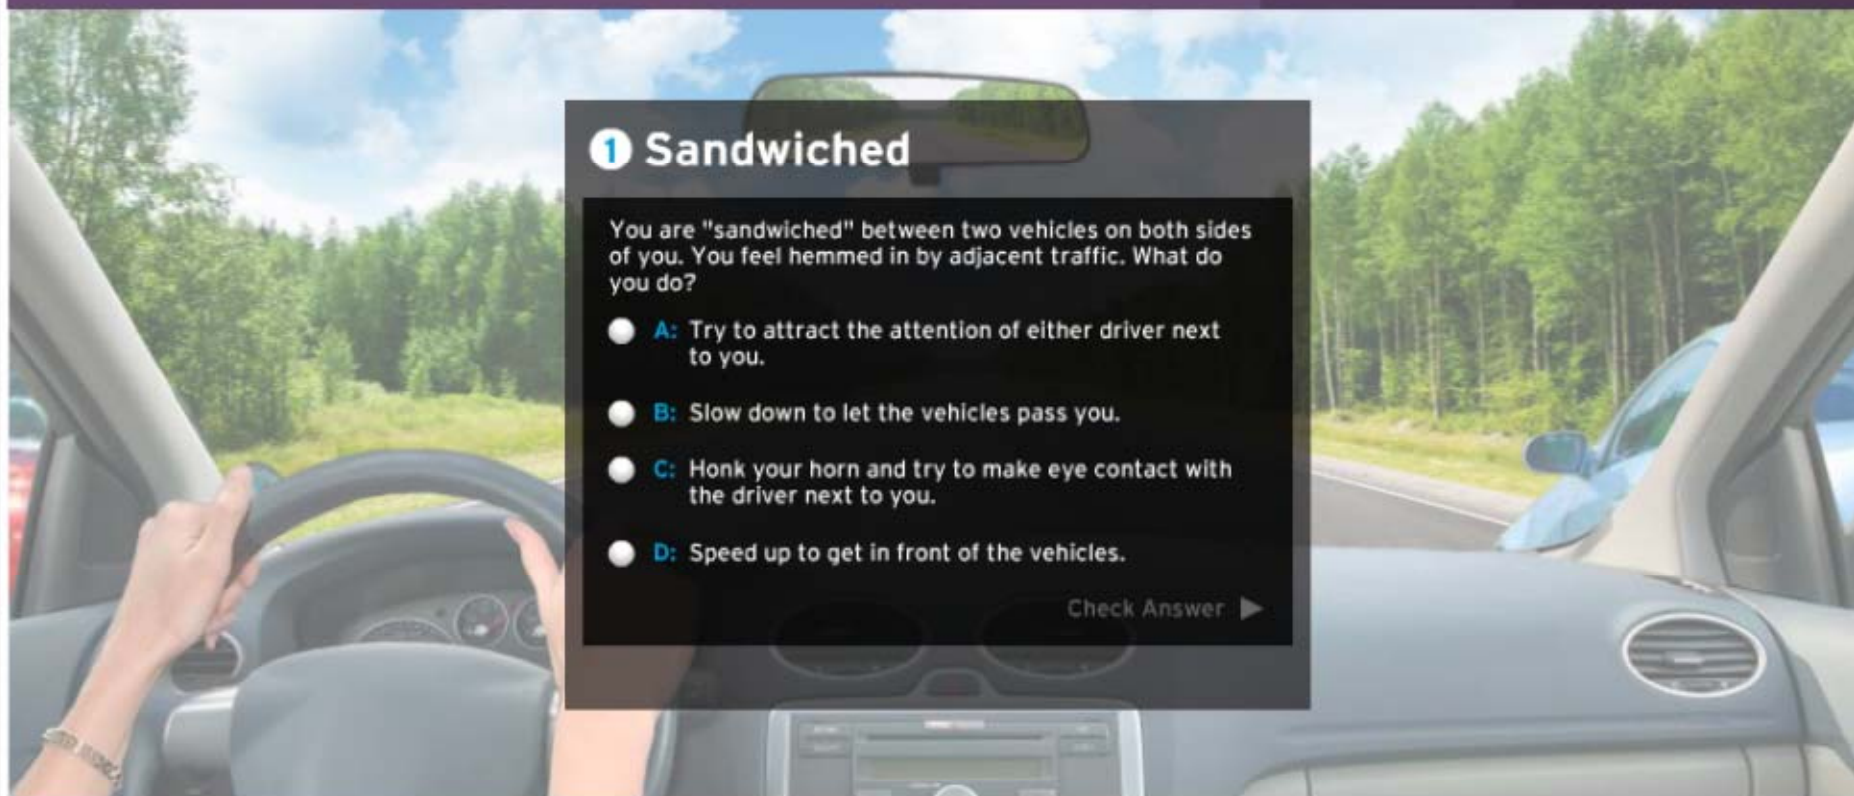 1 Sandwiched
You are "sandwiched" between two vehicles on both sides
of you. You feel hemmed in by adjacent traffic. What do
you do?
A: Try to attract the attention of either driver next
to you.
B: Slow down to let the vehicles pass you.
C: Honk your horn and try to make eye contact with
the driver next to you.
D: Speed up to get in front of the vehicles.
Check Answer